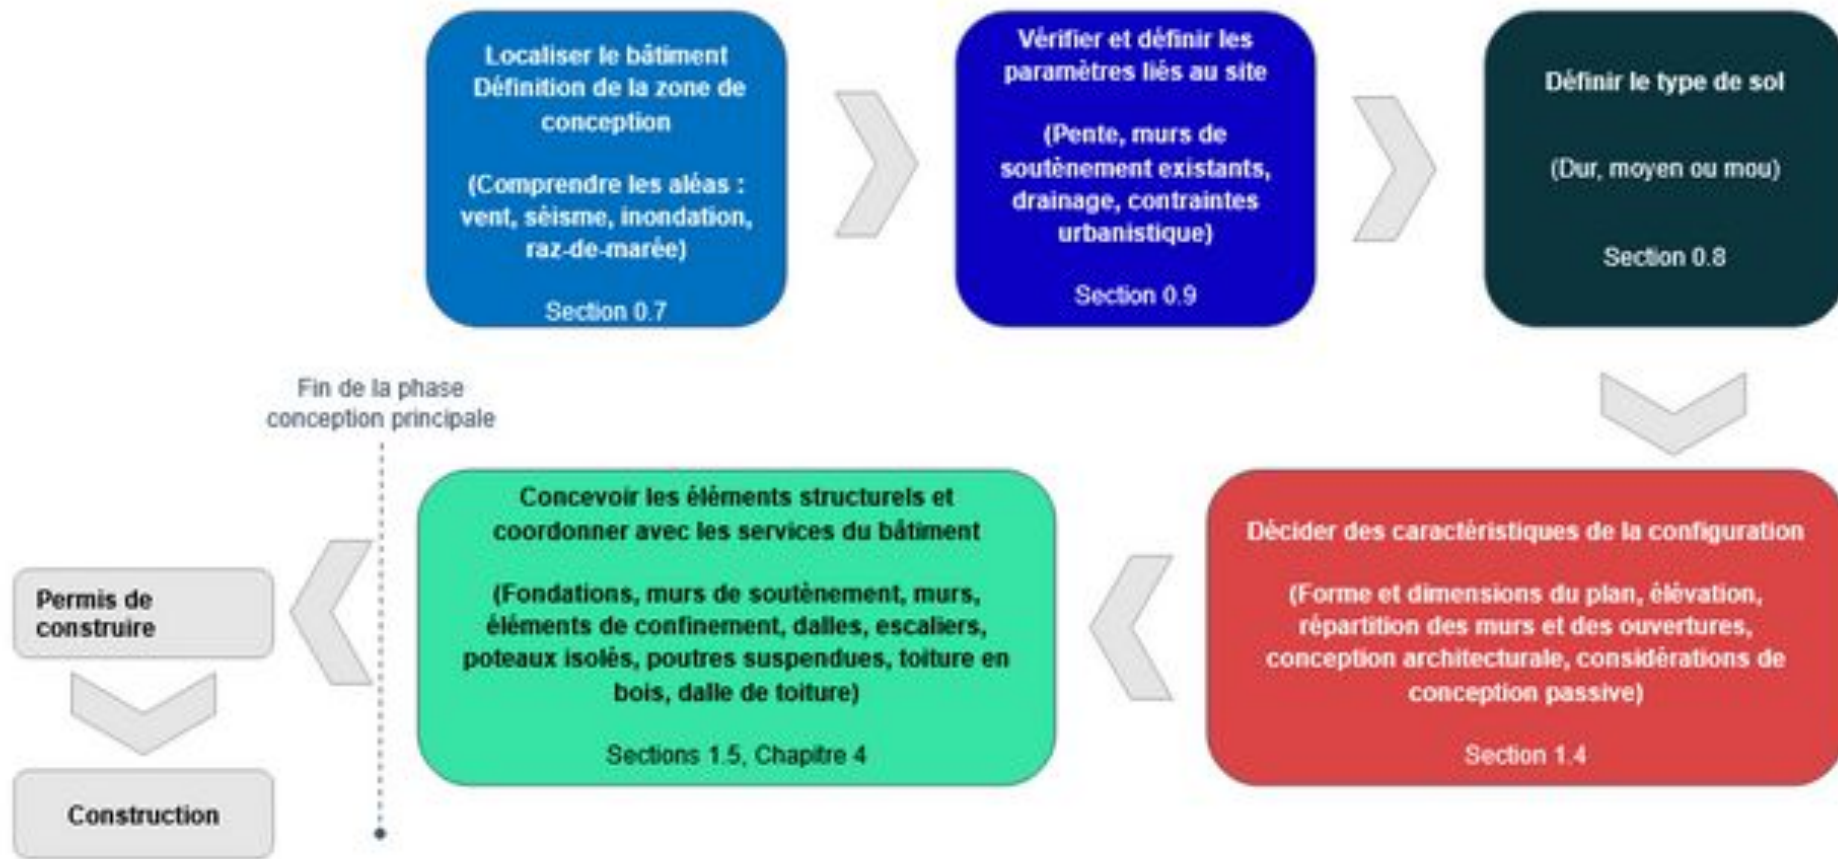 Localiser le bâtiment
Définition de la zone de
conception
(Comprendre les aléas :
vent, séisme, inondation,
raz-de-marée)
Section 0.7
Vérifier et définir les
paramètres liés au site
(Pente, murs de
soutènement existants,
drainage, contraintes
urbanistique)
Section 0.9
Définir le type de sol
(Dur, moyen ou mou)
Section 0.8
Décider des caractéristiques de la configuration
(Forme et dimensions du plan, élévation,
répartition des murs et des ouvertures,
conception architecturale, considérations de
conception passive)
Section 1.4
Concevoir les éléments structurels et
coordonner avec les services du bâtiment
(Fondations, murs de soutènement, murs,
éléments de confinement, dalles, escaliers,
poteaux isolés, poutres suspendues, toiture en
bois, dalle de toiture)
Sections 1.5, Chapitre 4
Fin de la phase
conception principale
Permis de
construire
Construction